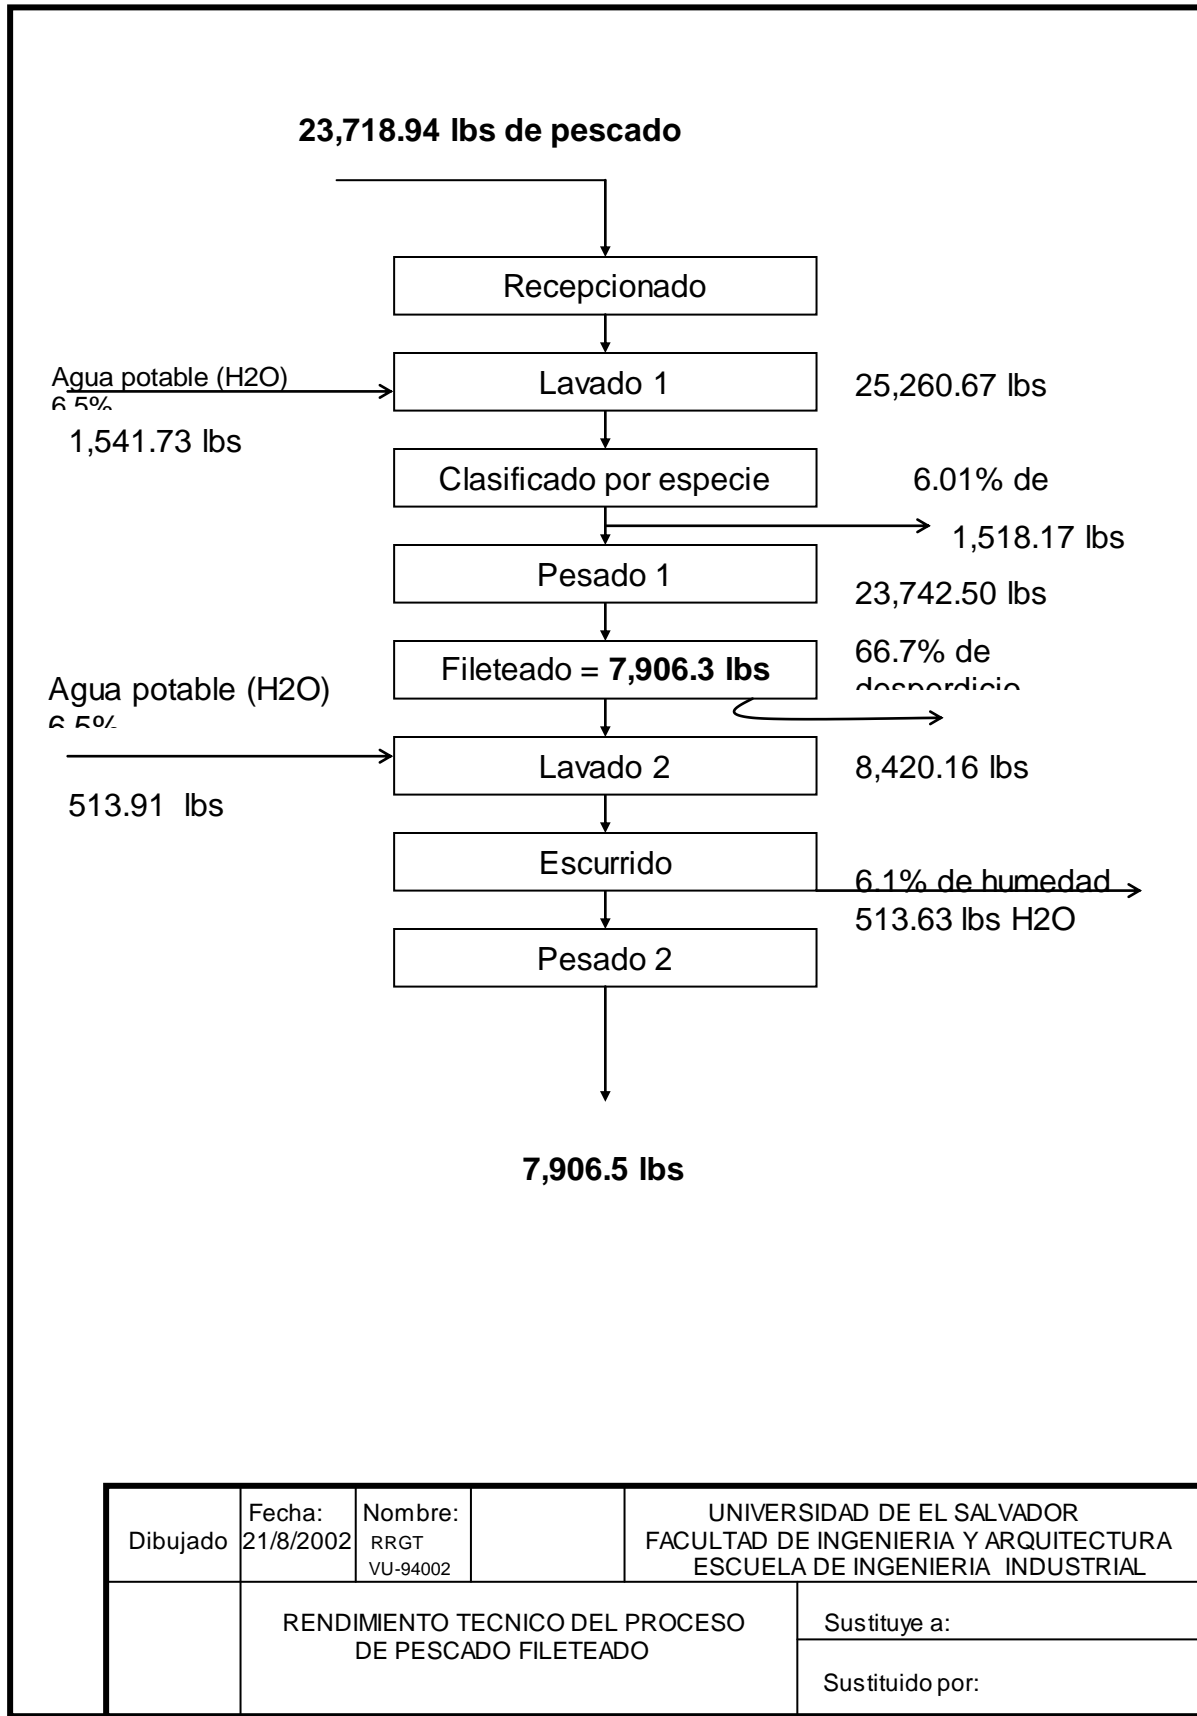 23,718.94 lbs de pescado
Recepcionado
Agua potable (H2O)
6.5%
1,541.73 lbs
Lavado 1
25,260.67 lbs
Clasificado por especie
6.01% de
1,518.17 lbs
Pesado 1
23,742.50 lbs
Fileteado = 7,906.3 lbs
66.7% de
desperdicio
Agua potable (H2O)
6.5%
513.91 lbs
Lavado 2
8,420.16 lbs
Escurrido
6.1% de humedad
513.63 lbs H2O
Pesado 2
7,906.5 lbs
Dibujado
Fecha:
21/8/2002
Nombre:
RRGT
VU-94002
UNIVERSIDAD DE EL SALVADOR
FACULTAD DE INGENIERIA Y ARQUITECTURA
ESCUELA DE INGENIERIA INDUSTRIAL
RENDIMIENTO TECNICO DEL PROCESO
DE PESCADO FILETEADO
Sustituye a:
Sustituido por: